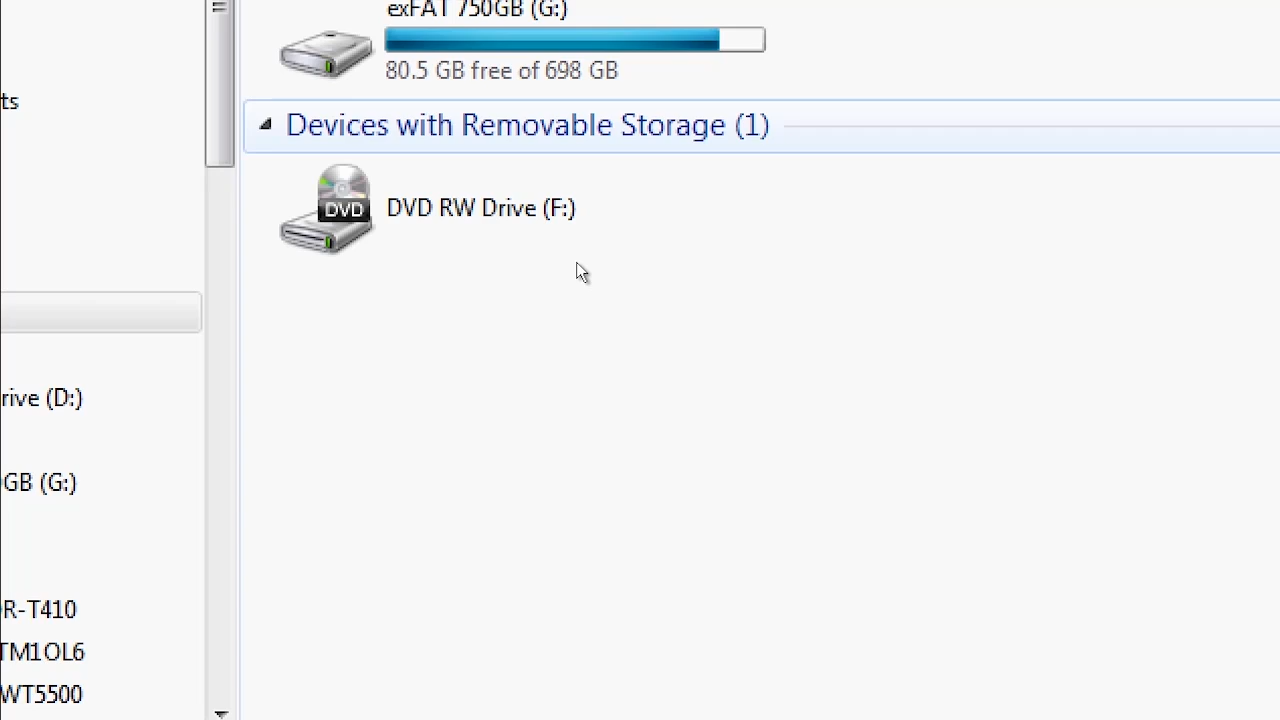 exFAT 750GB (G:)
80.5 GB free of 698 GB
Devices with Removable Storage (1)
DVD
DVD RW Drive (F:)
ts
rive (D:)
GB (G:)
R-T410
TM1OL6
WT5500